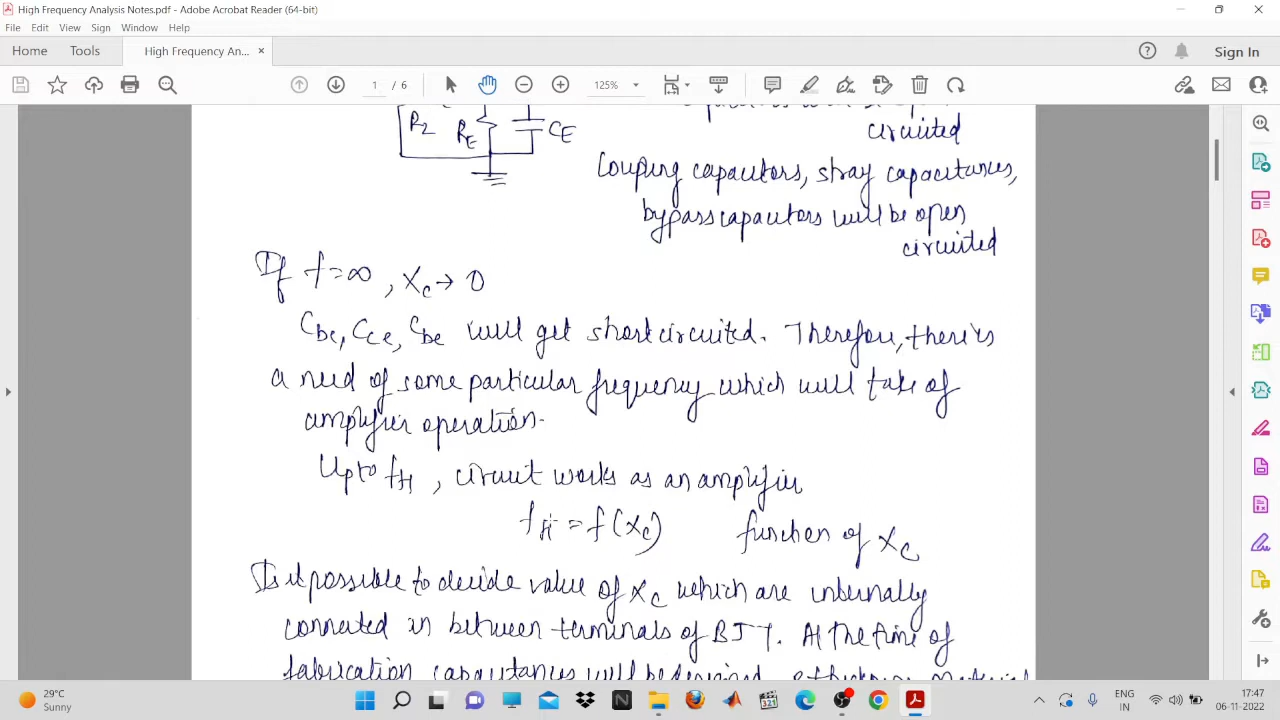 High Frequency Analysis Notes.pdf - Adobe Acrobat Reader (64-bit)
File Edit View Sign Window Help
Home Tools High Frequency An... × Sign In
1 / 6 125%
R2 RE CE
circuited
Coupling capacitors, stray capacitances,
bypass capacitors will be open
circuited
If f=∞, Xc→0
Cbc, Cce, Cbe will get short circuited. Therefore, there is
a need of some particular frequency which will take of
amplifier operation.
Upto fH, circuit works as an amplifier
fH = f(Xc) function of Xc
Is it possible to decide value of Xc which are internally
connected in between terminals of BJT. At the time of
fabrication capacitances will be
29°C
Sunny
ENG
IN
17:47
06-11-2022